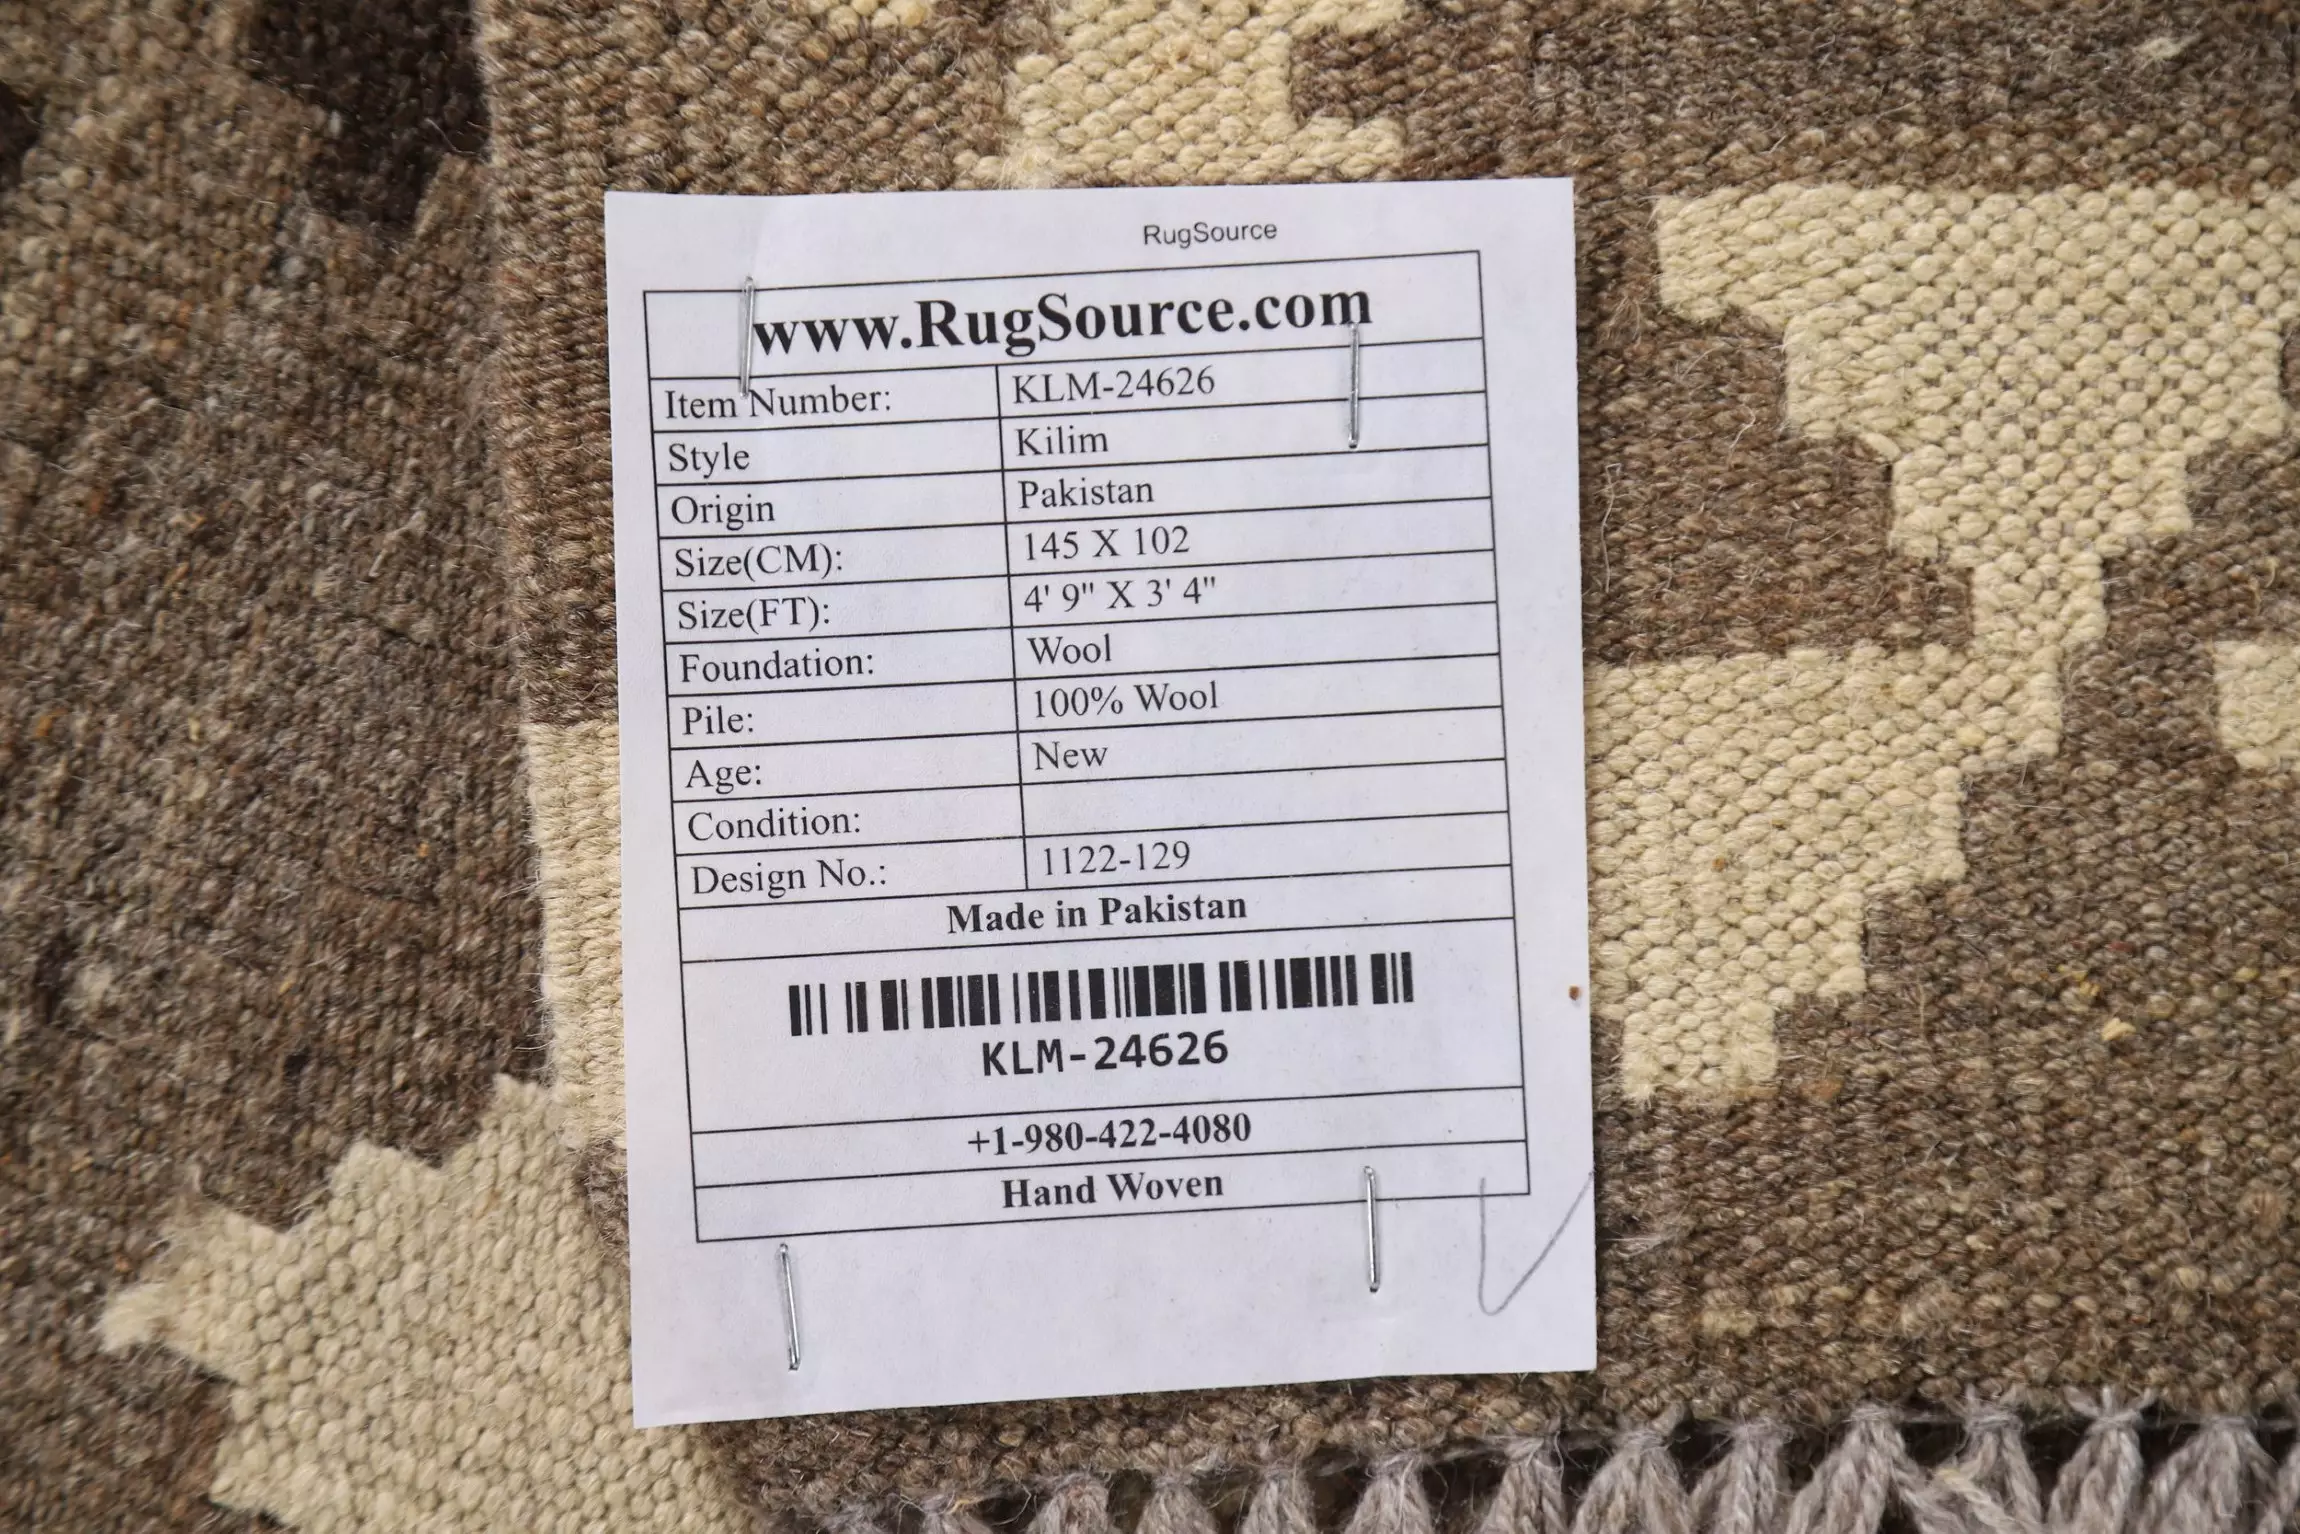 RugSource
www.RugSource.com
Item Number: KLM-24626
Style Kilim
Origin Pakistan
Size(CM): 145 X 102
Size(FT): 4' 9" X 3' 4"
Foundation: Wool
Pile: 100% Wool
Age: New
Condition:
Design No.: 1122-129
Made in Pakistan
KLM-24626
+1-980-422-4080
Hand Woven